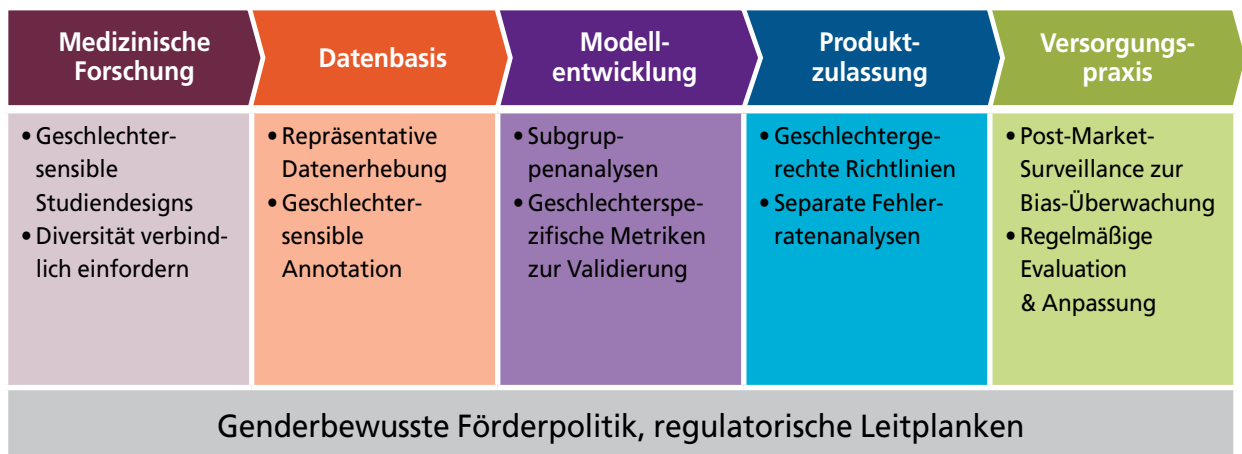 Medizinische
Forschung
• Geschlechter-
sensible
Studiendesigns
• Diversität verbind-
lich einfordern
Datenbasis
• Repräsentative
Datenerhebung
• Geschlechter-
sensible
Annotation
Modell-
entwicklung
• Subgrup-
penanalysen
• Geschlechterspe-
zifische Metriken
zur Validierung
Produkt-
zulassung
• Geschlechterge-
rechte Richtlinien
• Separate Fehler-
ratenanalysen
Versorgungs-
praxis
• Post-Market-
Surveillance zur
Bias-Überwachung
• Regelmäßige
Evaluation
& Anpassung
Genderbewusste Förderpolitik, regulatorische Leitplanken